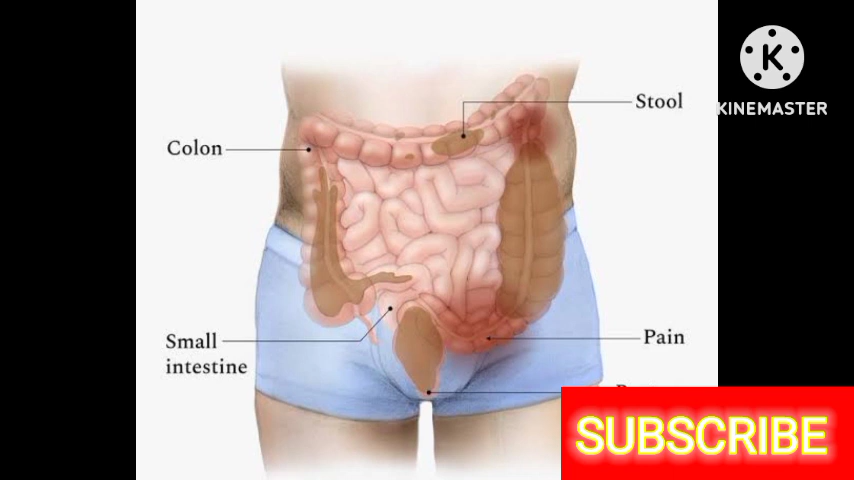 Stool
KINEMASTER
Colon
Small
intestine
Pain
SUBSCRIBE